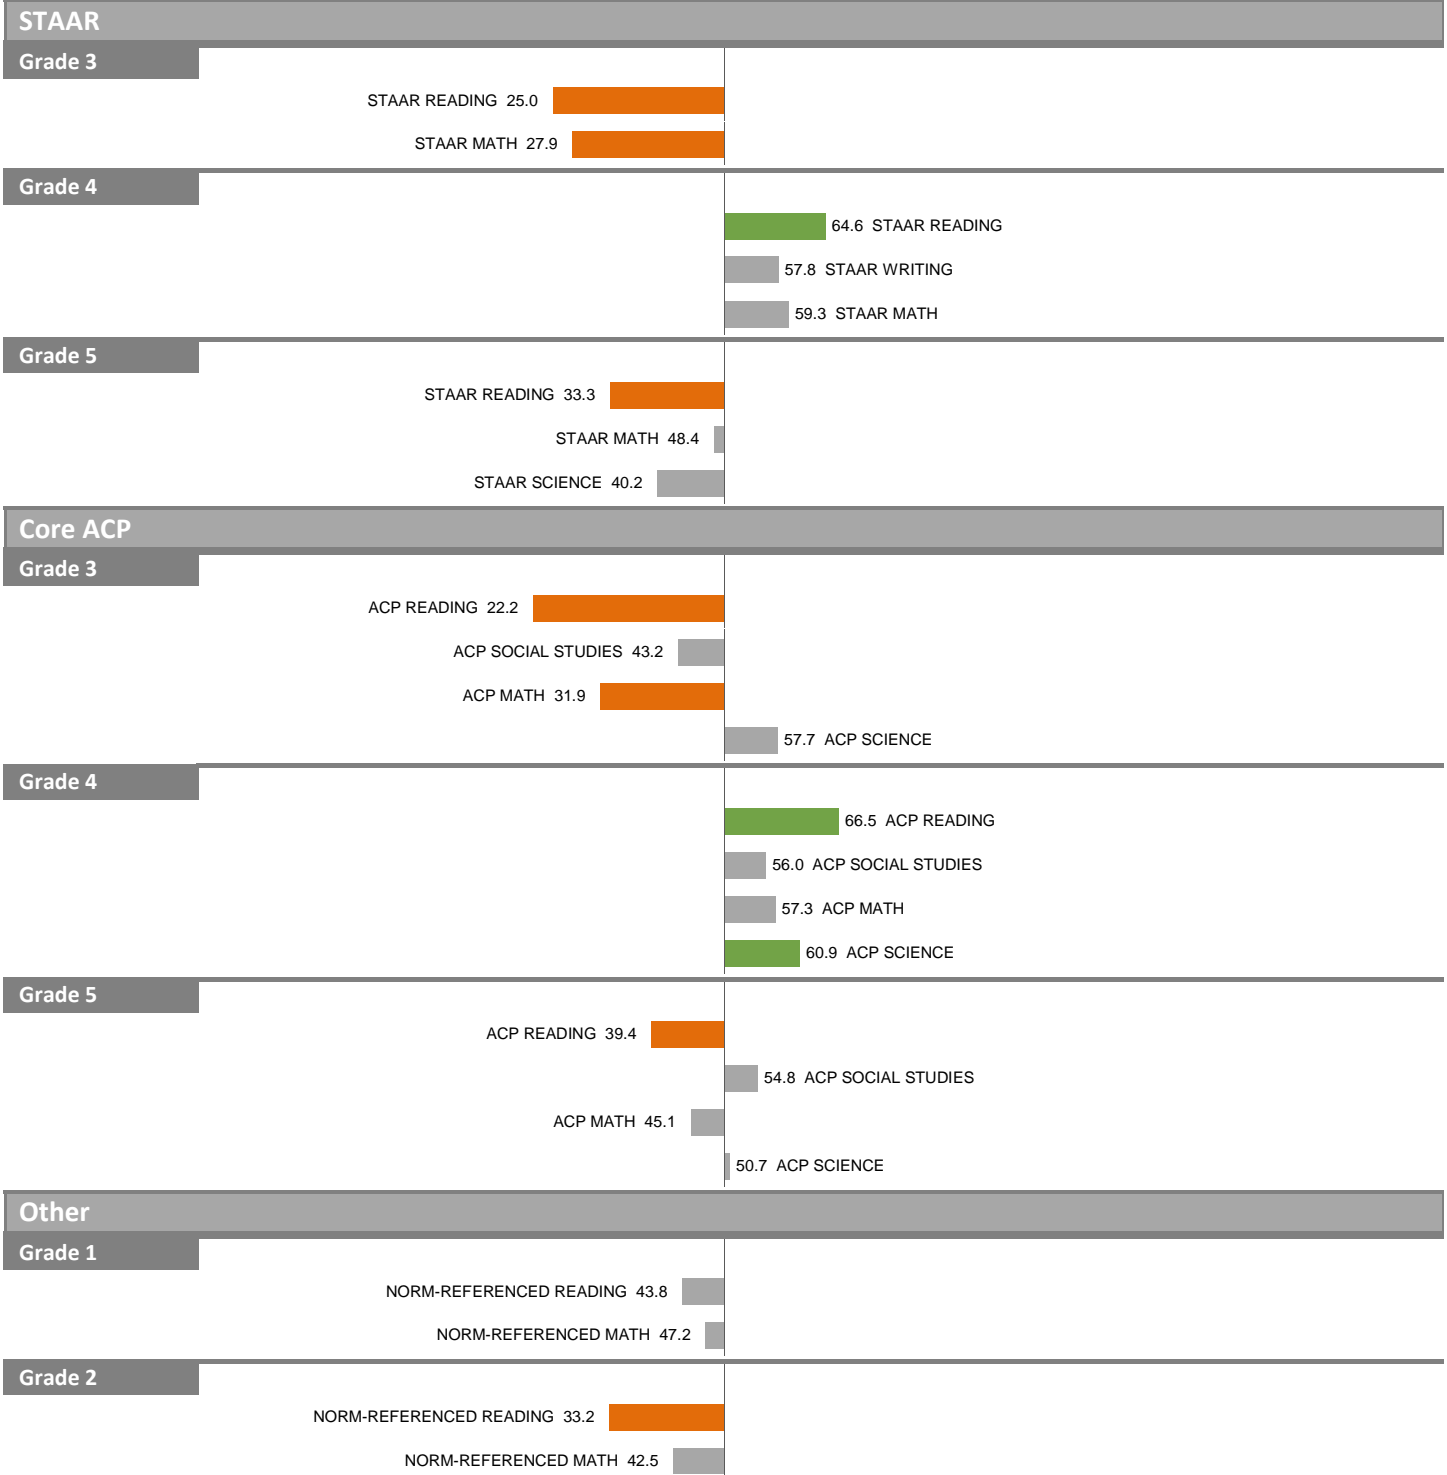 STAAR
Grade 3
STAAR READING 25.0
STAAR MATH 27.9
Grade 4
64.6 STAAR READING
57.8 STAAR WRITING
59.3 STAAR MATH
Grade 5
STAAR READING 33.3
STAAR MATH 48.4
STAAR SCIENCE 40.2
Core ACP
Grade 3
ACP READING 22.2
ACP SOCIAL STUDIES 43.2
ACP MATH 31.9
57.7 ACP SCIENCE
Grade 4
66.5 ACP READING
56.0 ACP SOCIAL STUDIES
57.3 ACP MATH
60.9 ACP SCIENCE
Grade 5
ACP READING 39.4
54.8 ACP SOCIAL STUDIES
ACP MATH 45.1
50.7 ACP SCIENCE
Other
Grade 1
NORM-REFERENCED READING 43.8
NORM-REFERENCED MATH 47.2
Grade 2
NORM-REFERENCED READING 33.2
NORM-REFERENCED MATH 42.5